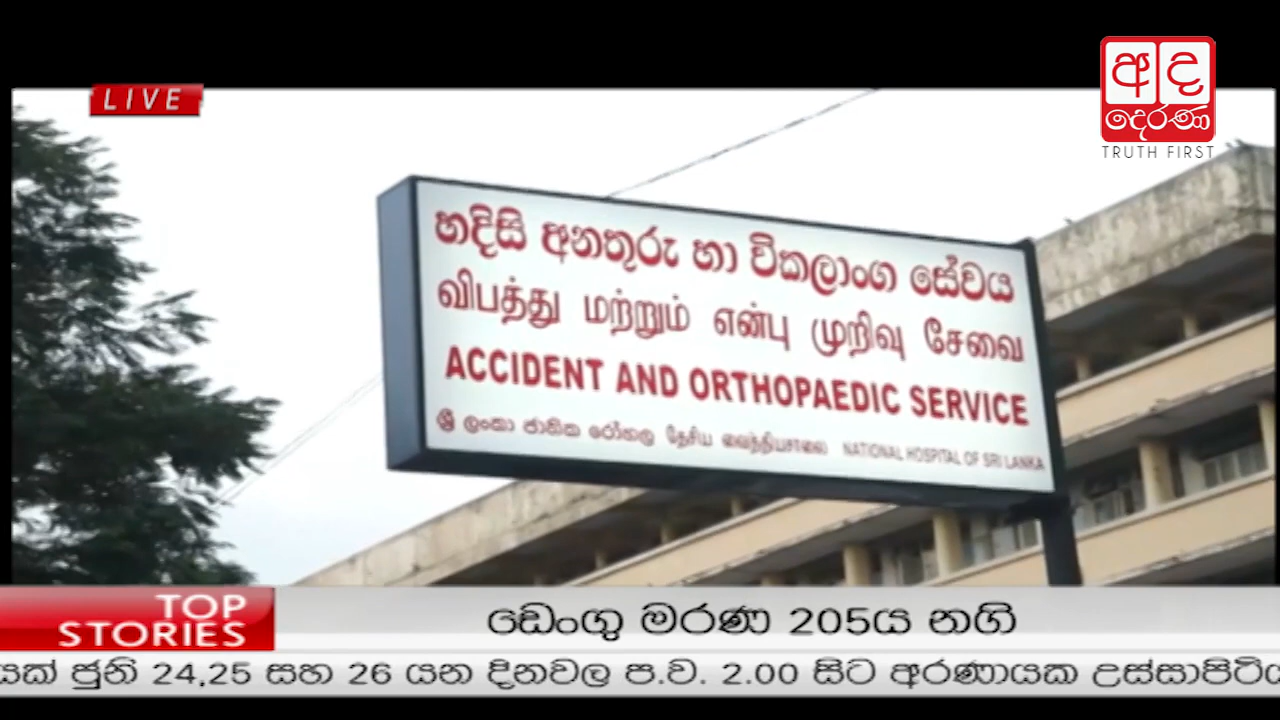 LIVE
අද
දෙරණ
TRUTH FIRST
හදිසි අනතුරු හා විකලාංග සේවය
விபத்து மற்றும் என்பு முறிவு சேவை
ACCIDENT AND ORTHOPAEDIC SERVICE
ශ්‍රී ලංකා ජාතික රෝහල தேசிய வைத்தியசாலை NATIONAL HOSPITAL OF SRI LANKA
TOP STORIES
ඩෙංගු මරණ 205ය නගි
යක් ජුනි 24,25 සහ 26 යන දිනවල ප.ව. 2.00 සිට අරණායක උස්සාපිටිය